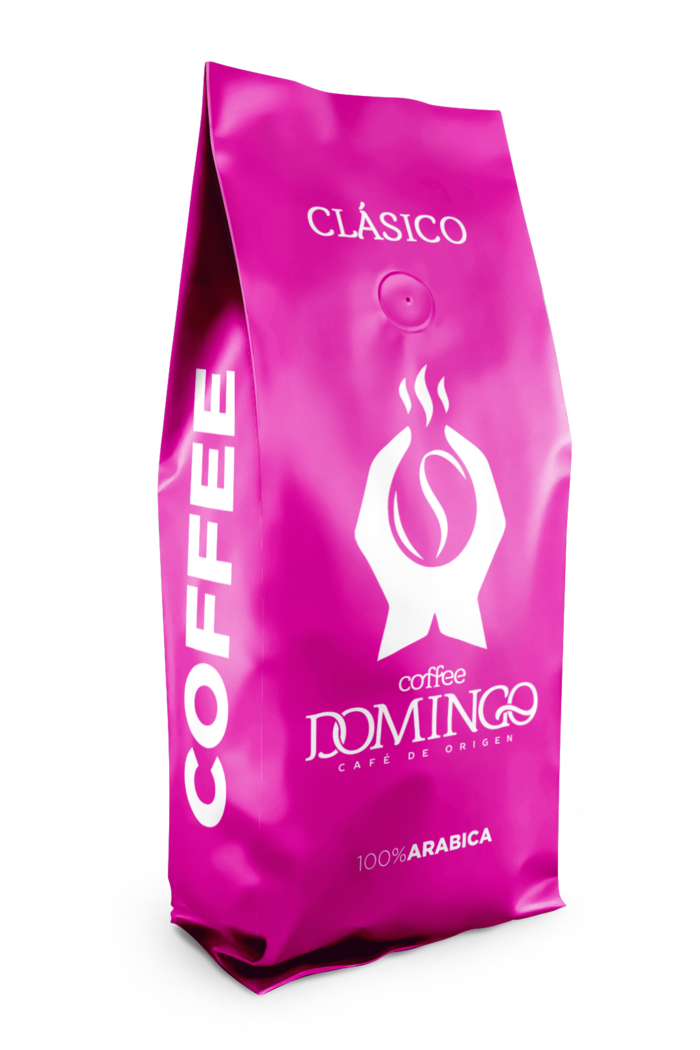 CLÁSICO
COFFEE
coffee
DOMINGO
CAFÉ DE ORIGEN
100%ARABICA